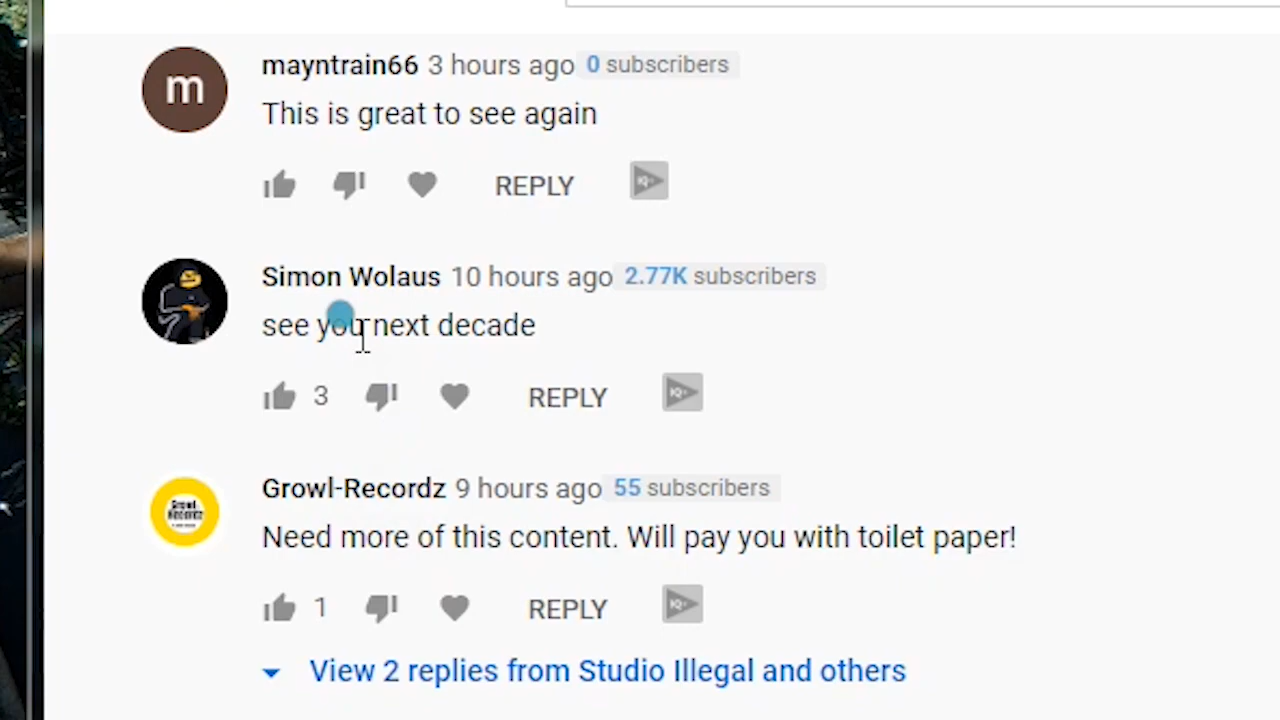 m
mayntrain66 3 hours ago 0 subscribers
This is great to see again
REPLY
Simon Wolaus 10 hours ago 2.77K subscribers
see you next decade
3 REPLY
Growl-Recordz 9 hours ago 55 subscribers
Growl
Recordz
Need more of this content. Will pay you with toilet paper!
1 REPLY
View 2 replies from Studio Illegal and others